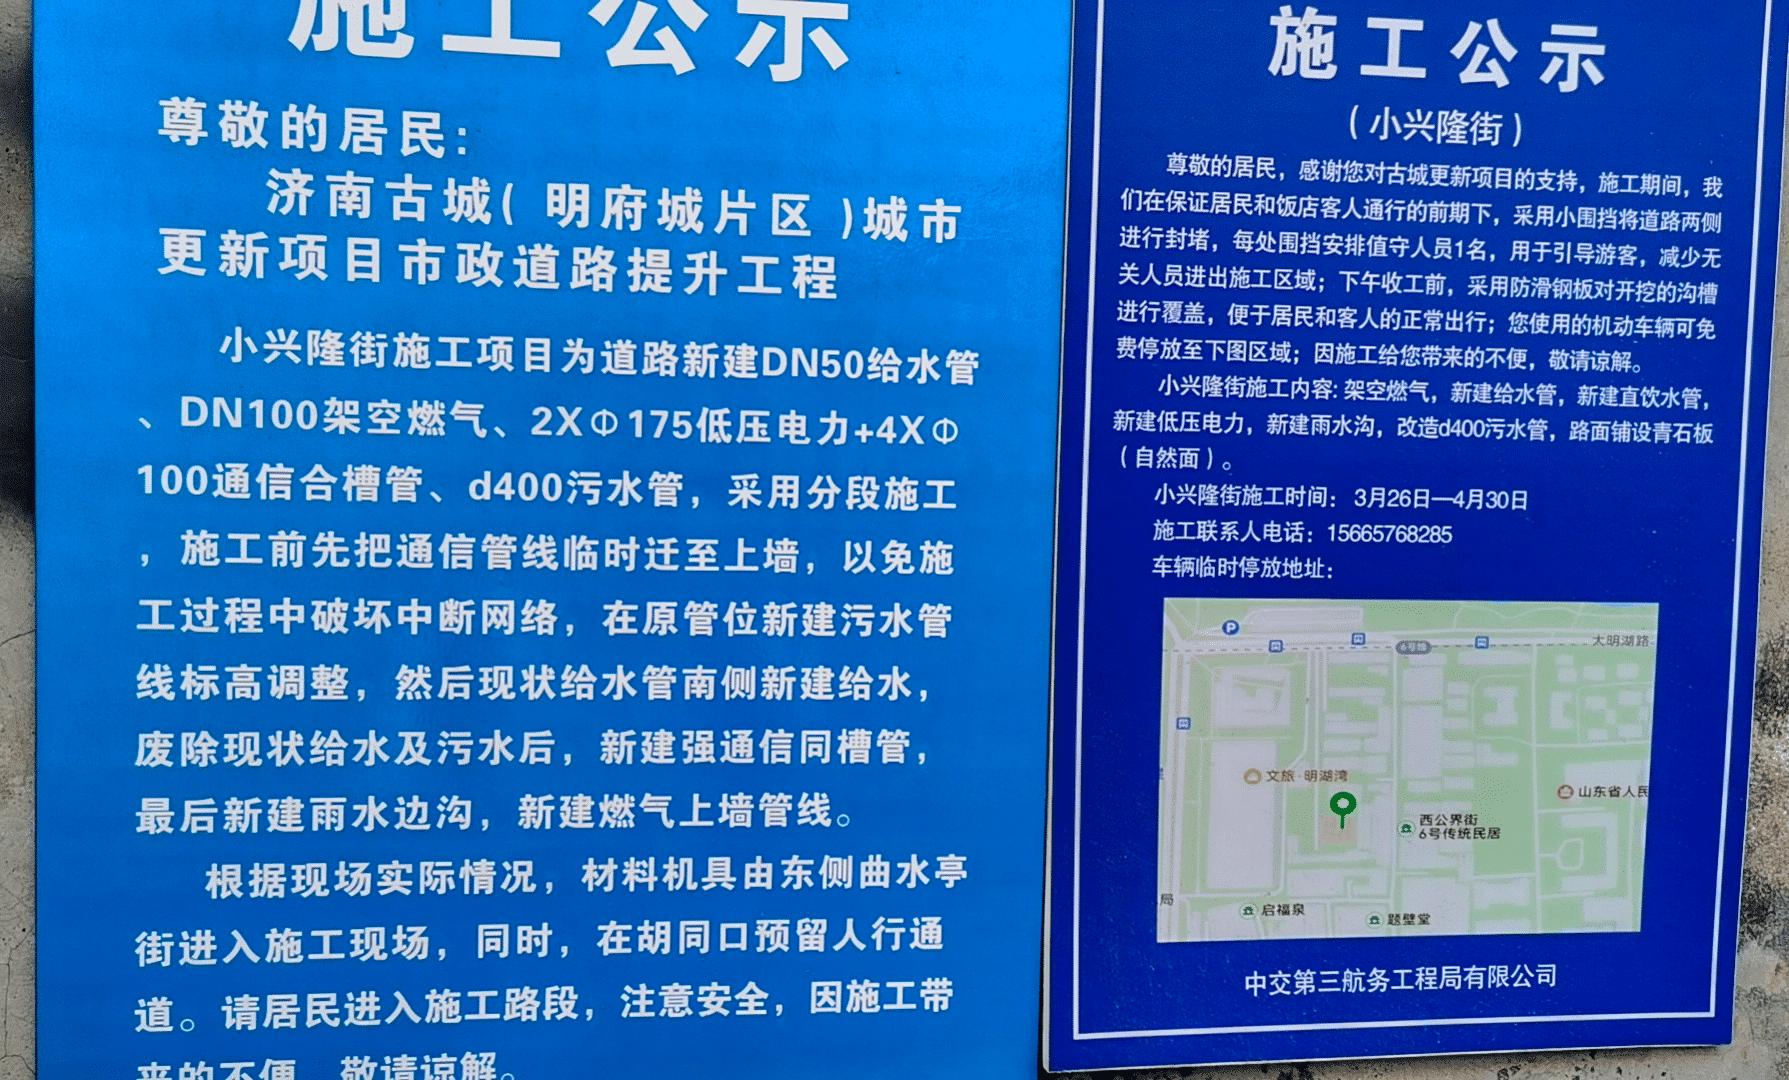 施工公示
尊敬的居民：
济南古城（ 明府城片区 ）城市
更新项目市政道路提升工程
小兴隆街施工项目为道路新建DN50给水管
、DN100架空燃气、2XΦ175低压电力+4XΦ
100通信合槽管、d400污水管，采用分段施工
，施工前先把通信管线临时迁至上墙，以免施
工过程中破坏中断网络，在原管位新建污水管
线标高调整，然后现状给水管南侧新建给水，
废除现状给水及污水后，新建强通信同槽管，
最后新建雨水边沟，新建燃气上墙管线。
根据现场实际情况，材料机具由东侧曲水亭
街进入施工现场，同时，在胡同口预留人行通
道。请居民进入施工路段，注意安全，因施工带
来的不便，敬请谅解。
施工公示
（小兴隆街）
尊敬的居民，感谢您对古城更新项目的支持，施工期间，我
们在保证居民和饭店客人通行的前期下，采用小围挡将道路两侧
进行封堵，每处围挡安排值守人员1名，用于引导游客，减少无
关人员进出施工区域；下午收工前，采用防滑钢板对开挖的沟槽
进行覆盖，便于居民和客人的正常出行；您使用的机动车辆可免
费停放至下图区域；因施工给您带来的不便，敬请谅解。
小兴隆街施工内容：架空燃气，新建给水管，新建直饮水管，
新建低压电力，新建雨水沟，改造d400污水管，路面铺设青石板
（自然面）。
小兴隆街施工时间： 3月26日—4月30日
施工联系人电话：15665768285
车辆临时停放地址：
P
6号线
大明湖路
文旅·明湖湾
山东省人民
西公界街
6号传统民居
局
启福泉
题壁堂
中交第三航务工程局有限公司